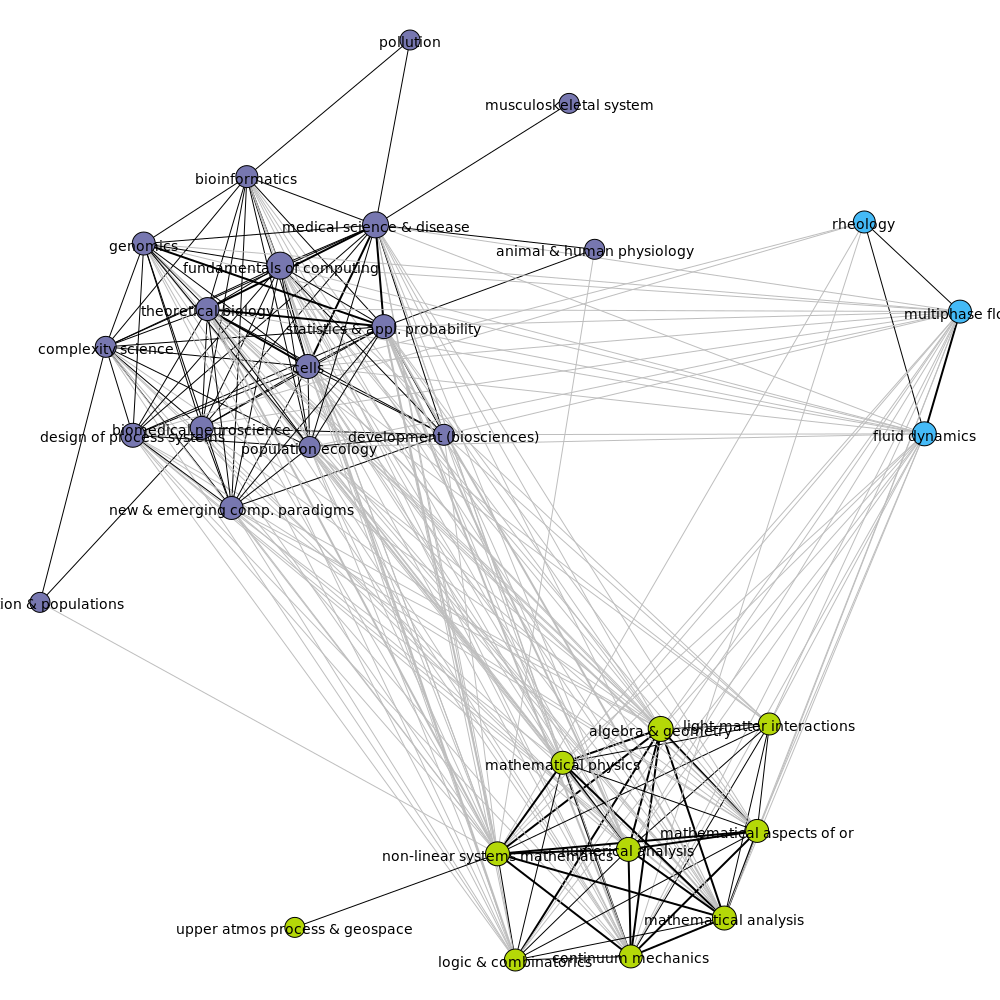 pollution
musculoskeletal system
bioinformatics
rheology
medical science & disease
genomics
animal & human physiology
fundamentals of computing
theoretical biology
multiphase flo
statistics & appl. probability
complexity science
cells
biomedical neuroscience
design of process systems
development (biosciences)
fluid dynamics
population ecology
new & emerging comp. paradigms
ion & populations
light-matter interactions
algebra & geometry
mathematical physics
mathematical aspects of or
numerical analysis
non-linear systems mathematics
mathematical analysis
upper atmos process & geospace
continuum mechanics
logic & combinatorics